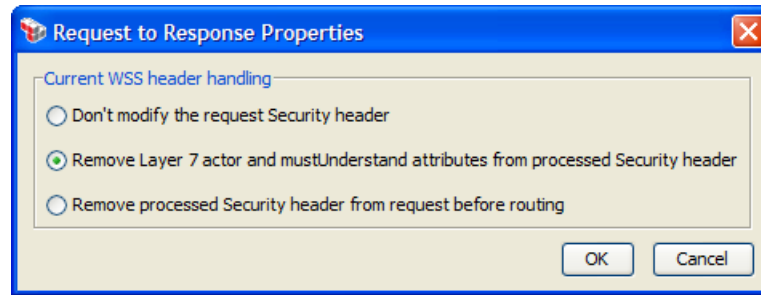 Request to Response Properties
Current WSS header handling
Don't modify the request Security header
Remove Layer 7 actor and mustUnderstand attributes from processed Security header
Remove processed Security header from request before routing
OK Cancel